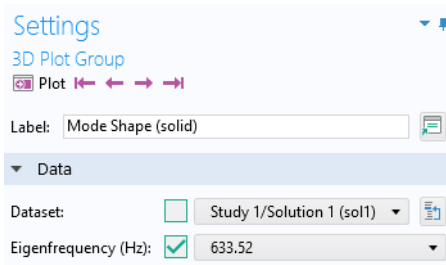 Settings
3D Plot Group
Plot
Label: Mode Shape (solid)
Data
Dataset: Study 1/Solution 1 (sol1)
Eigenfrequency (Hz): 633.52